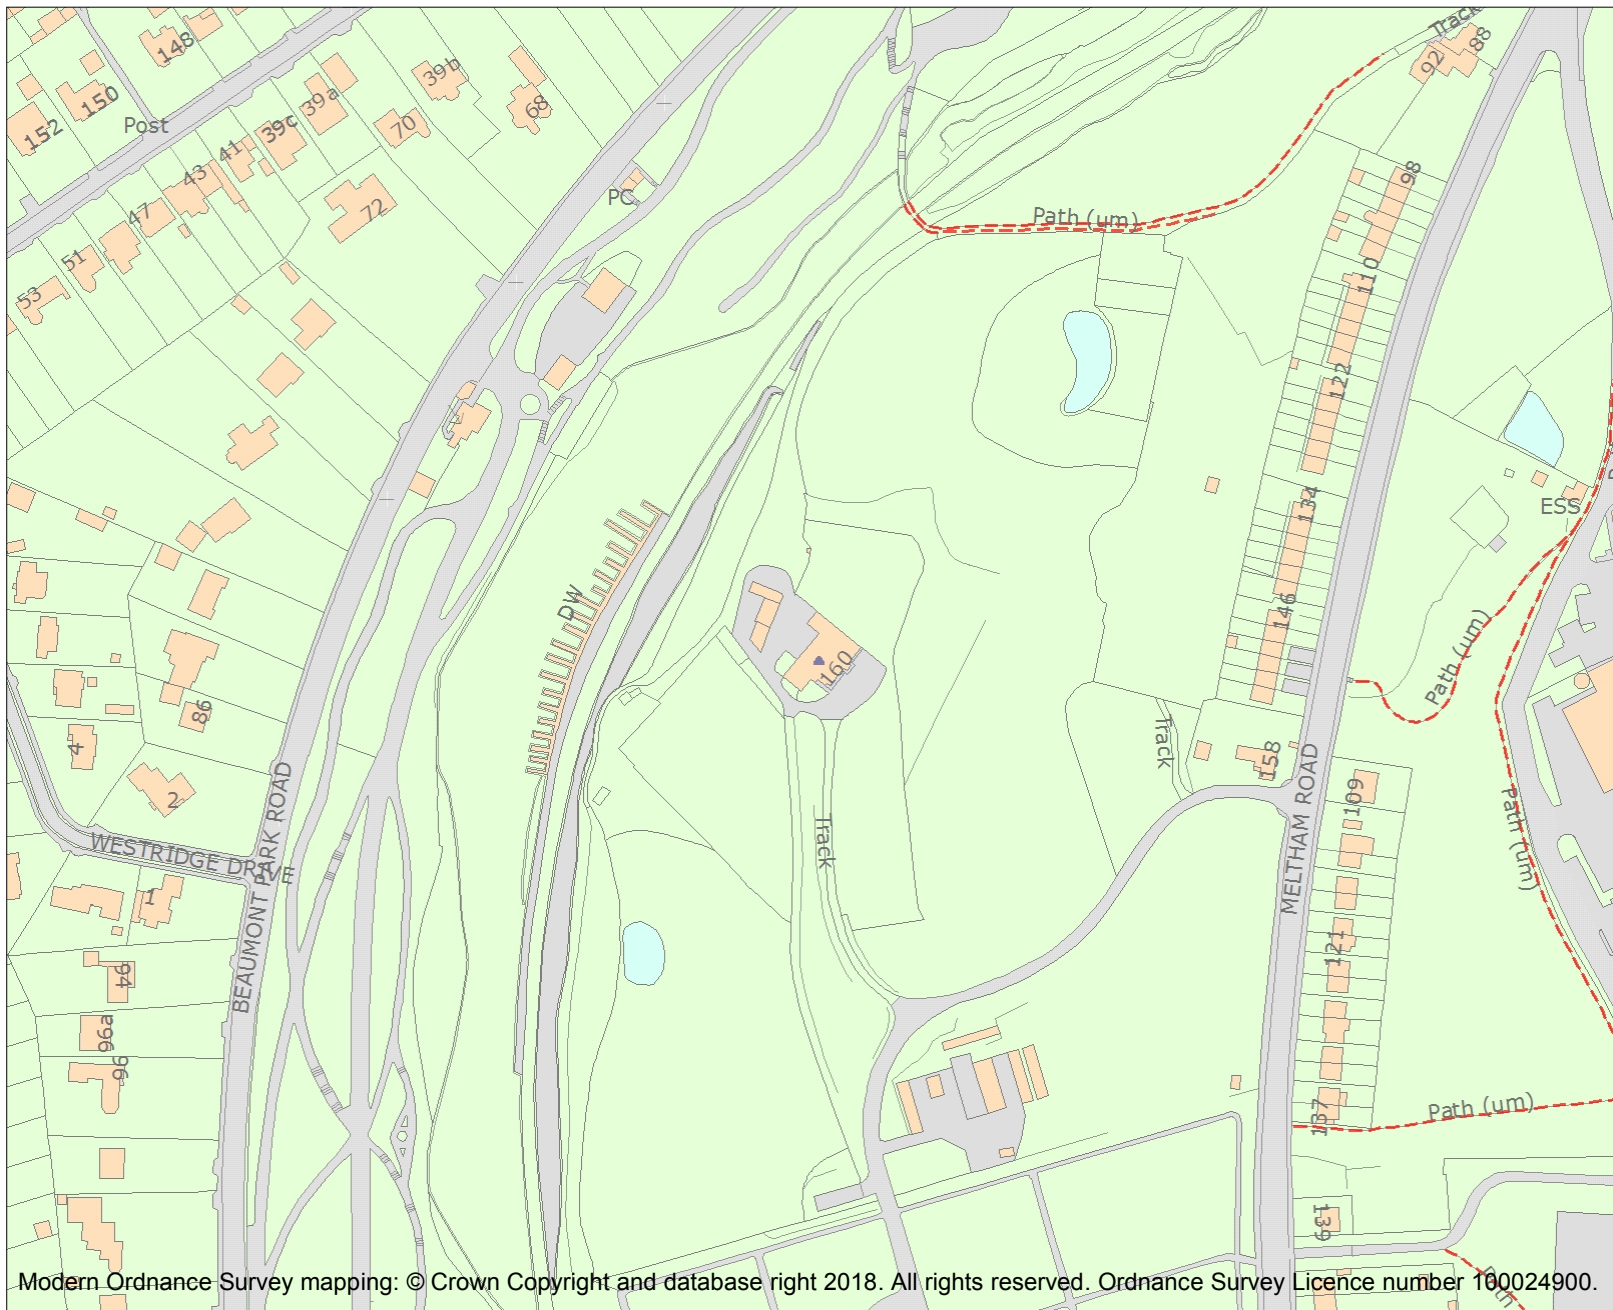 Track
88
92
148
39b
150
39a
68
152
Post
39c
70
41
43
98
PC
72
47
Path (um)
51
110
53
122
134
ESS
DW
146
160
Path (um)
86
Track
4
158
2
109
Path (um)
Track
WESTRIDGE DRIVE
BEAUMONT PARK ROAD
MELTHAM ROAD
1
121
94
96a
96
137
Path (um)
139
Path
Modern Ordnance Survey mapping: © Crown Copyright and database right 2018. All rights reserved. Ordnance Survey Licence number 100024900.